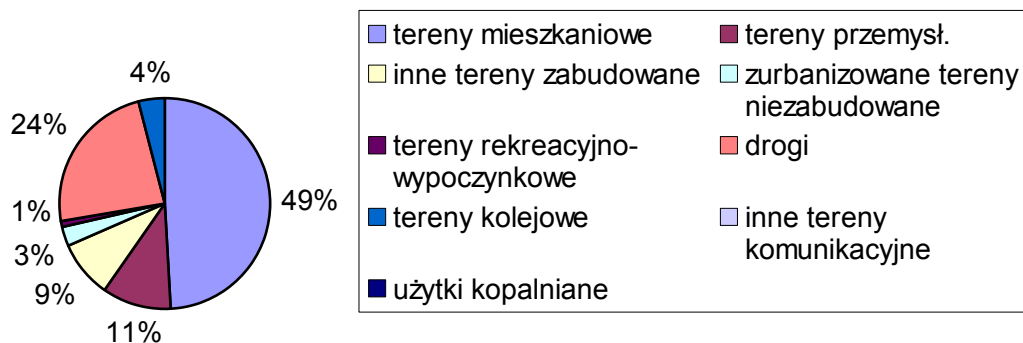 4%
24%
1%
3%
9%
11%
49%
tereny mieszkaniowe
tereny przemysł.
inne tereny zabudowane
zurbanizowane tereny
niezabudowane
tereny rekreacyjno-
wypoczynkowe
drogi
tereny kolejowe
inne tereny
komunikacyjne
użytki kopalniane